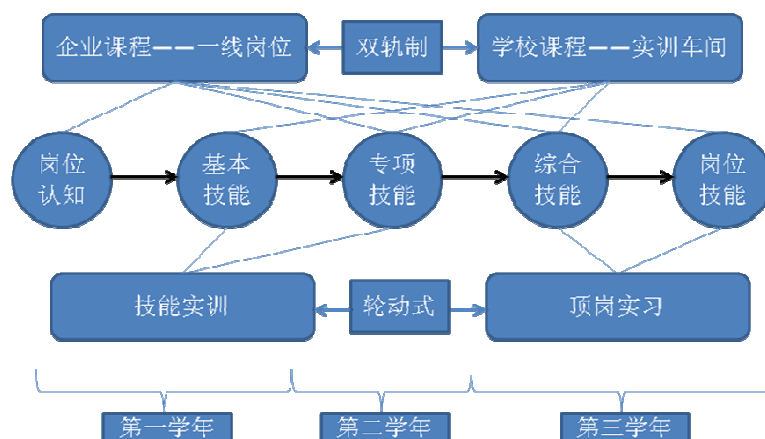 企业课程——一线岗位
双轨制
学校课程——实训车间
岗位
认知
基本
技能
专项
技能
综合
技能
岗位
技能
技能实训
轮动式
顶岗实习
第一学年
第二学年
第三学年